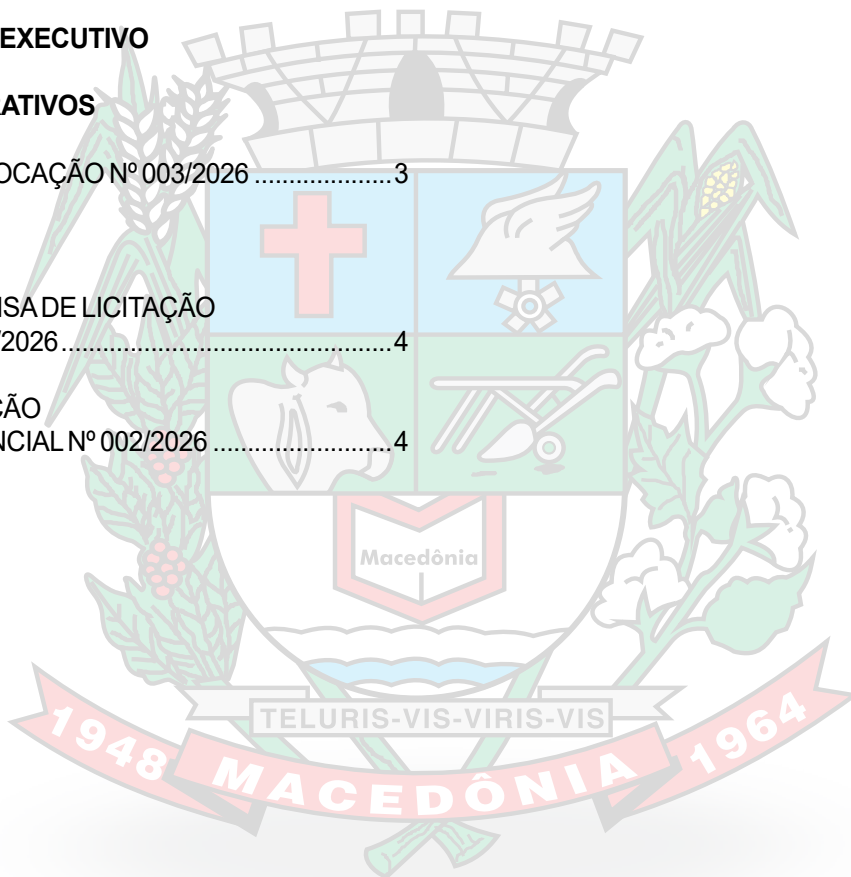 EXECUTIVO
RATIVOS
OCAÇÃO Nº 003/2026 ....................3
ISA DE LICITAÇÃO
/2026...............................................4
ÇÃO
NCIAL Nº 002/2026 ..........................4
Macedônia
TELURIS-VIS-VIRIS-VIS
1948 MACEDÔNIA 1964